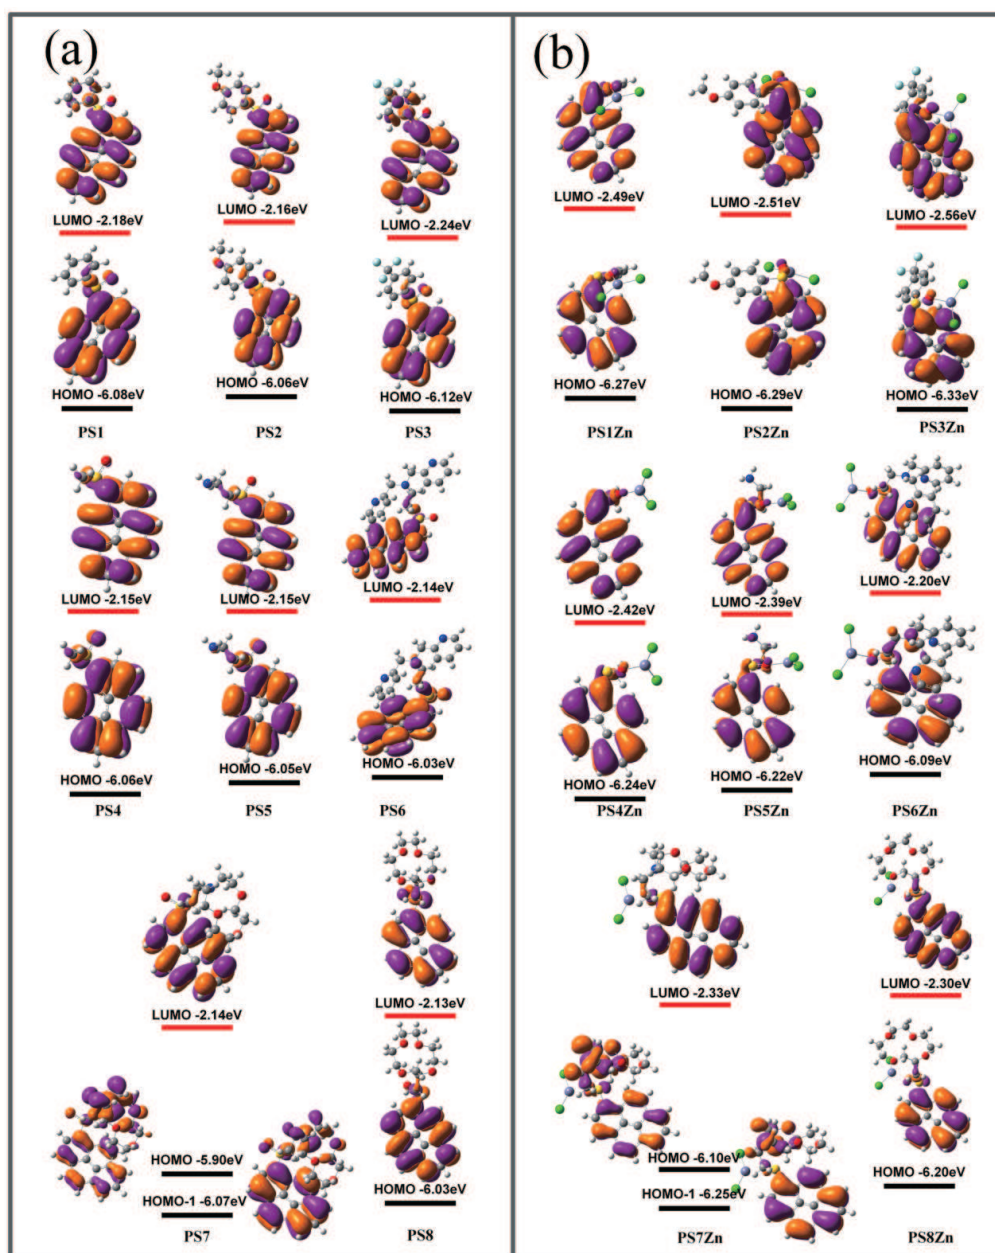 (a)
LUMO -2.18eV
LUMO -2.16eV
LUMO -2.24eV
HOMO -6.08eV
HOMO -6.06eV
HOMO -6.12eV
PS1
PS2
PS3
LUMO -2.15eV
LUMO -2.15eV
LUMO -2.14eV
HOMO -6.06eV
HOMO -6.05eV
HOMO -6.03eV
PS4
PS5
PS6
LUMO -2.14eV
LUMO -2.13eV
HOMO -5.90eV
HOMO-1 -6.07eV
HOMO -6.03eV
PS7
PS8
(b)
LUMO -2.49eV
LUMO -2.51eV
LUMO -2.56eV
HOMO -6.27eV
HOMO -6.29eV
HOMO -6.33eV
PS1Zn
PS2Zn
PS3Zn
LUMO -2.42eV
LUMO -2.39eV
LUMO -2.20eV
HOMO -6.24eV
HOMO -6.22eV
HOMO -6.09eV
PS4Zn
PS5Zn
PS6Zn
LUMO -2.33eV
LUMO -2.30eV
HOMO -6.10eV
HOMO-1 -6.25eV
HOMO -6.20eV
PS7Zn
PS8Zn